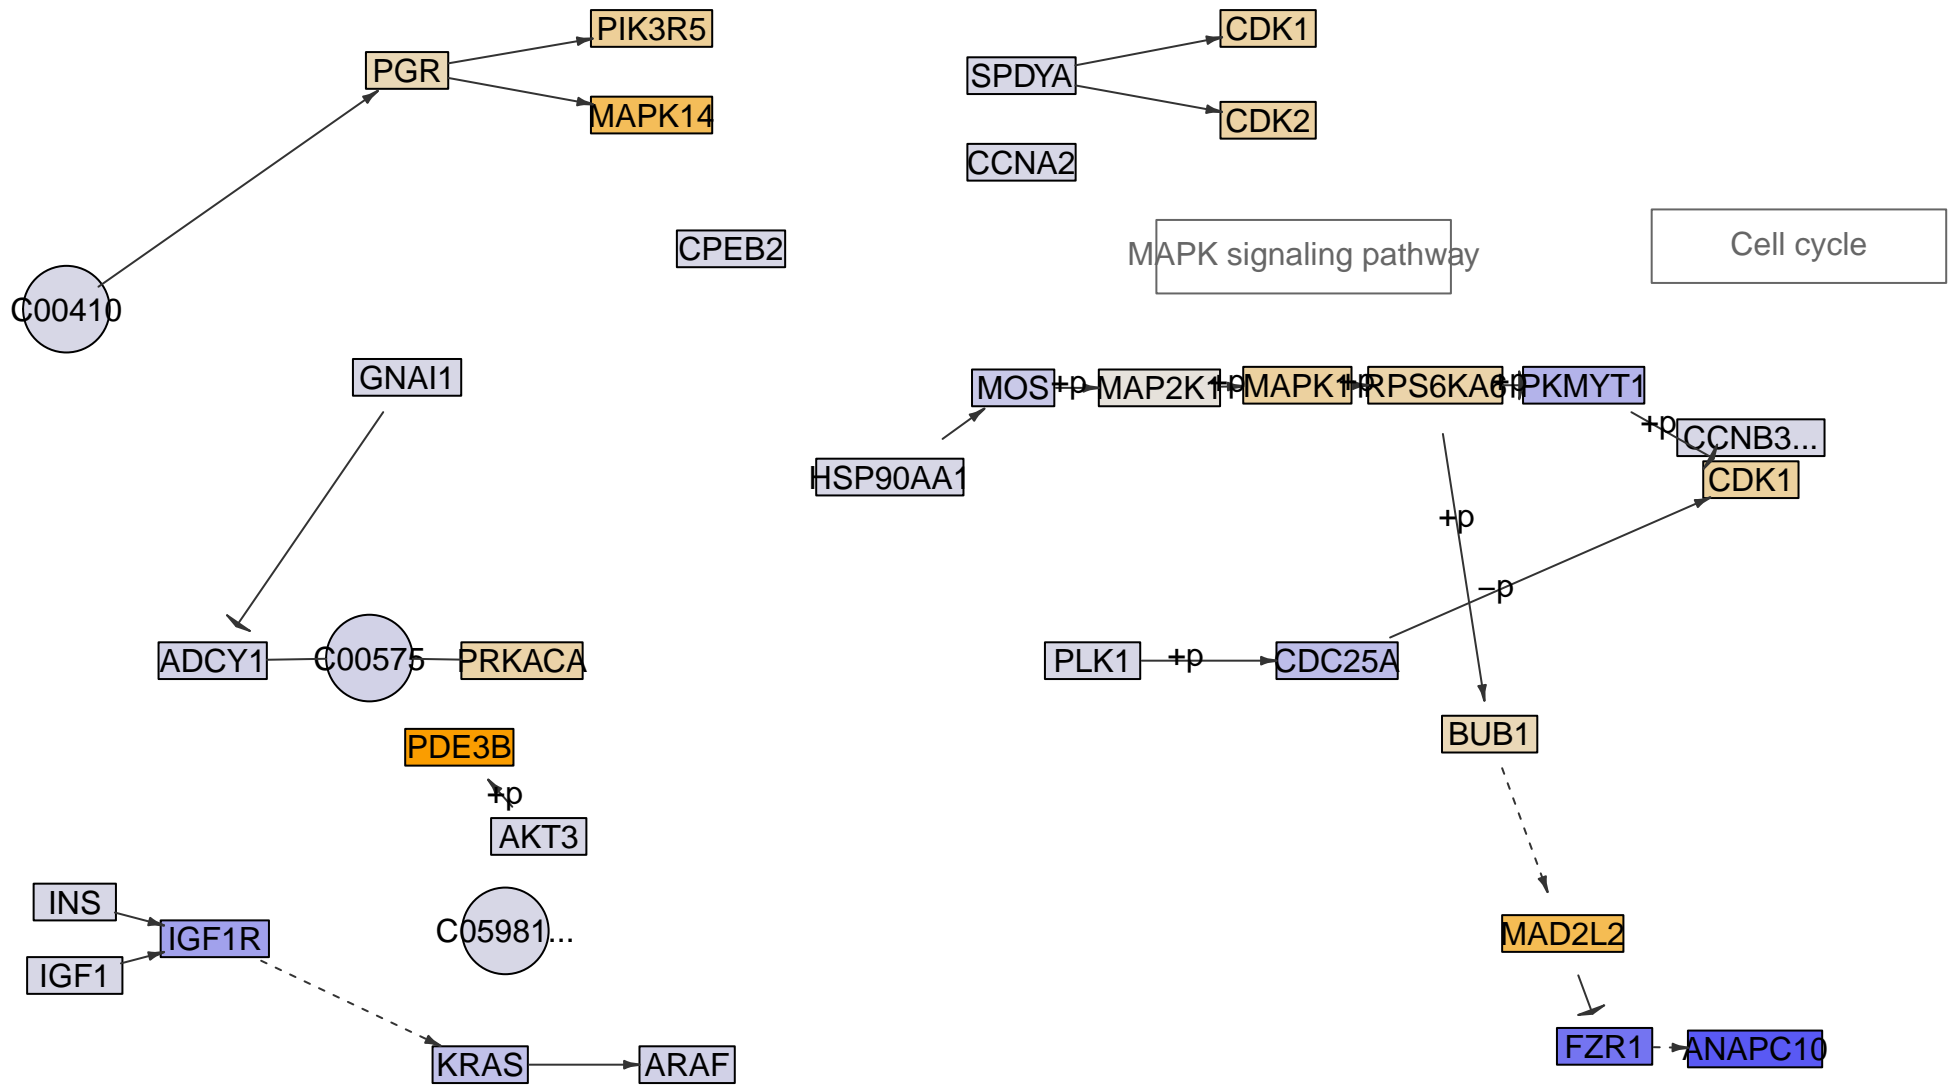 PIK3R5
CDK1
PGR
SPDYA
MAPK14
CDK2
CCNA2
CPEB2
MAPK signaling pathway
Cell cycle
C00410
GNAI1
MOS
+p
MAP2K1
+p
MAPK1
+p
RPS6KA6
+p
PKMYT1
+p
CCNB3...
HSP90AA1
CDK1
+p
−p
ADCY1
C00575
PRKACA
PLK1
+p
CDC25A
BUB1
PDE3B
+p
AKT3
INS
IGF1R
C05981...
MAD2L2
IGF1
KRAS
ARAF
FZR1
ANAPC10